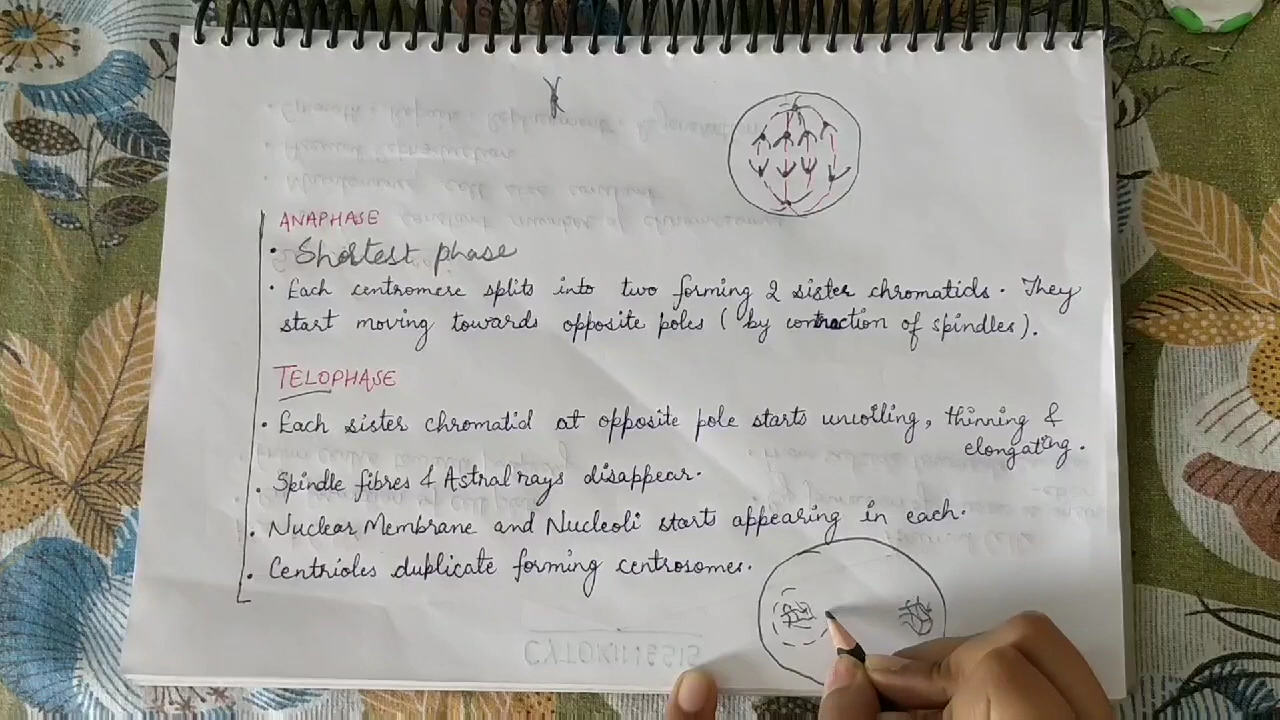 ANAPHASE
• Shortest phase
• Each centromere splits into two forming 2 sister chromatids. They
start moving towards opposite poles (by contraction of spindles).
TELOPHASE
• Each sister chromatid at opposite pole starts uncoiling, thinning &
elongating.
• Spindle fibres & Astral rays disappear.
• Nuclear Membrane and Nucleoli starts appearing in each.
• Centrioles duplicate forming centrosomes.
CYTOKINESIS